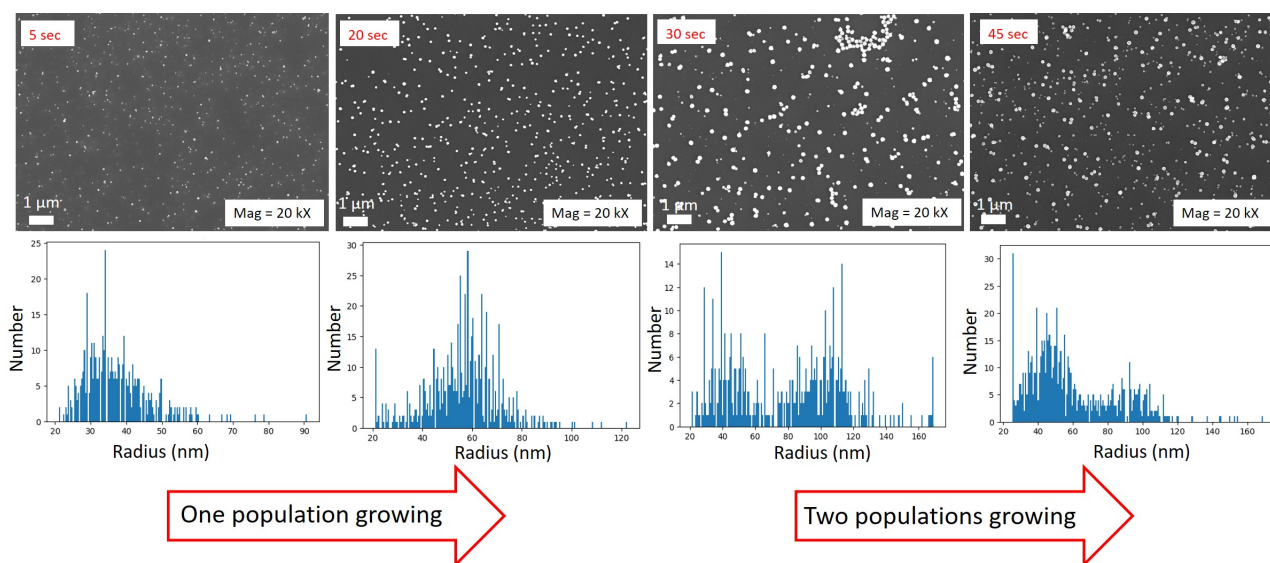 5 sec
20 sec
30 sec
45 sec
1 μm
Mag = 20 kX
1 μm
Mag = 20 kX
1 μm
Mag = 20 kX
1 μm
Mag = 20 kX
Number
25
20
15
10
5
0
20 30 40 50 60 70 80 90
Radius (nm)
Number
30
25
20
15
10
5
0
20 40 60 80 100 120
Radius (nm)
Number
14
12
10
8
6
4
2
0
20 40 60 80 100 120 140 160
Radius (nm)
Number
30
25
20
15
10
5
0
20 40 60 80 100 120 140 160
Radius (nm)
One population growing
Two populations growing